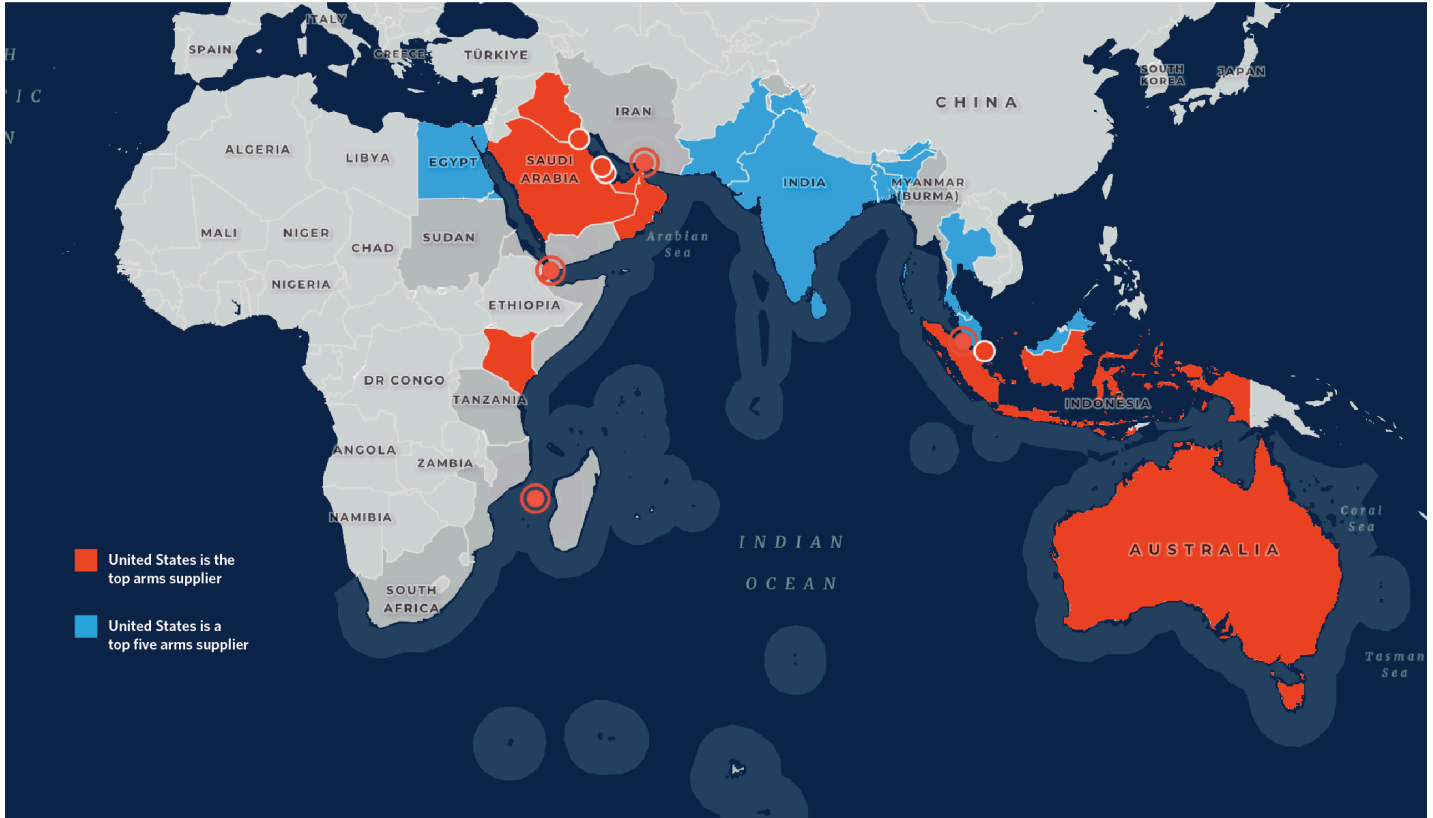 ITALY
SPAIN
GREECE
TÜRKIYE
H
TIC
N
CHINA
SOUTH
KOREA
JAPAN
ALGERIA
LIBYA
EGYPT
SAUDI
ARABIA
IRAN
INDIA
MYANMAR
(BURMA)
MALI
NIGER
CHAD
SUDAN
Arabian
Sea
NIGERIA
ETHIOPIA
DR CONGO
TANZANIA
INDONESIA
ANGOLA
ZAMBIA
NAMIBIA
Coral
Sea
INDIAN
OCEAN
AUSTRALIA
United States is the
top arms supplier
SOUTH
AFRICA
United States is a
top five arms supplier
Tasman
Sea